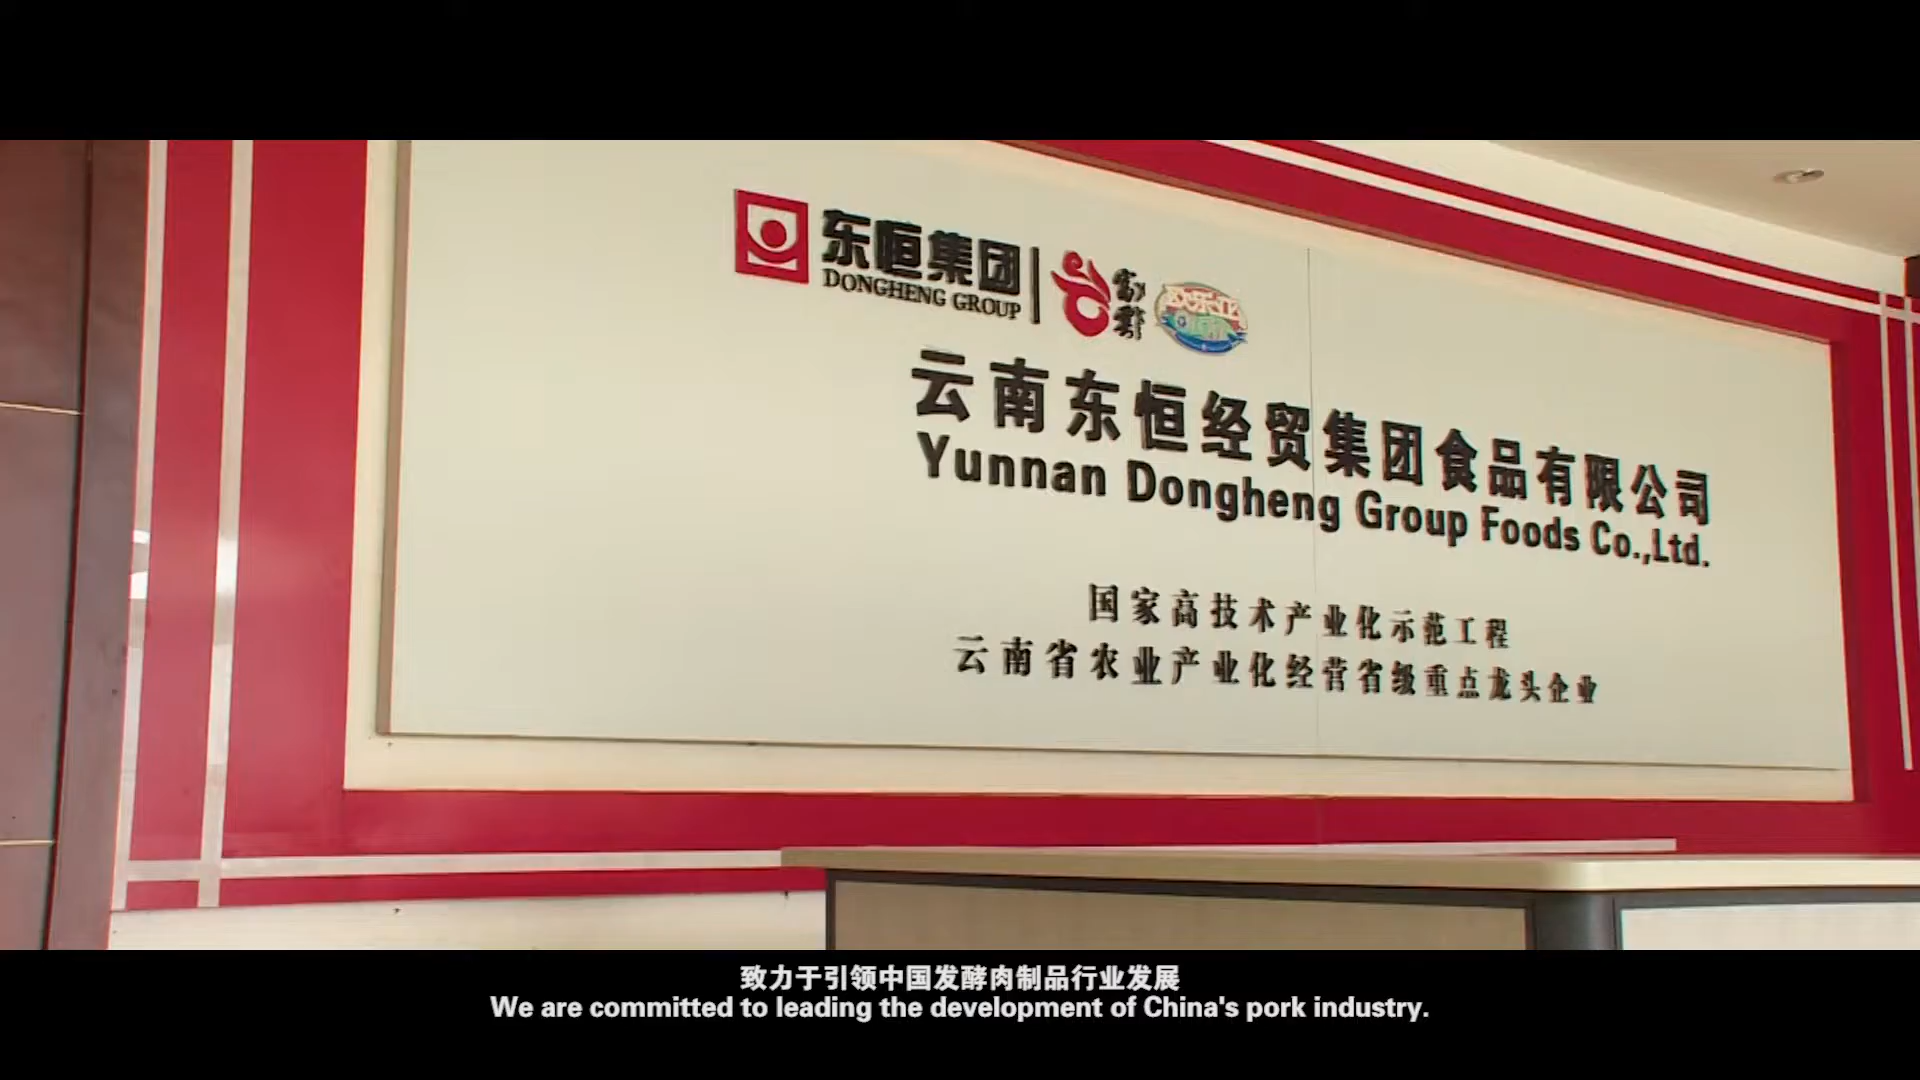 东恒集团
DONGHENG GROUP
云南东恒经贸集团食品有限公司
Yunnan Dongheng Group Foods Co.,Ltd.
国家高技术产业化示范工程
云南省农业产业化经营省级重点龙头企业
致力于引领中国发酵肉制品行业发展
We are committed to leading the development of China's pork industry.